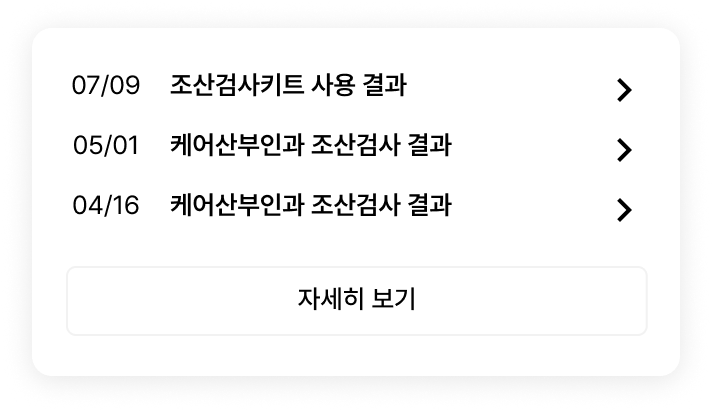 07/09 조산검사키트 사용 결과
05/01 케어산부인과 조산검사 결과
04/16 케어산부인과 조산검사 결과
자세히 보기